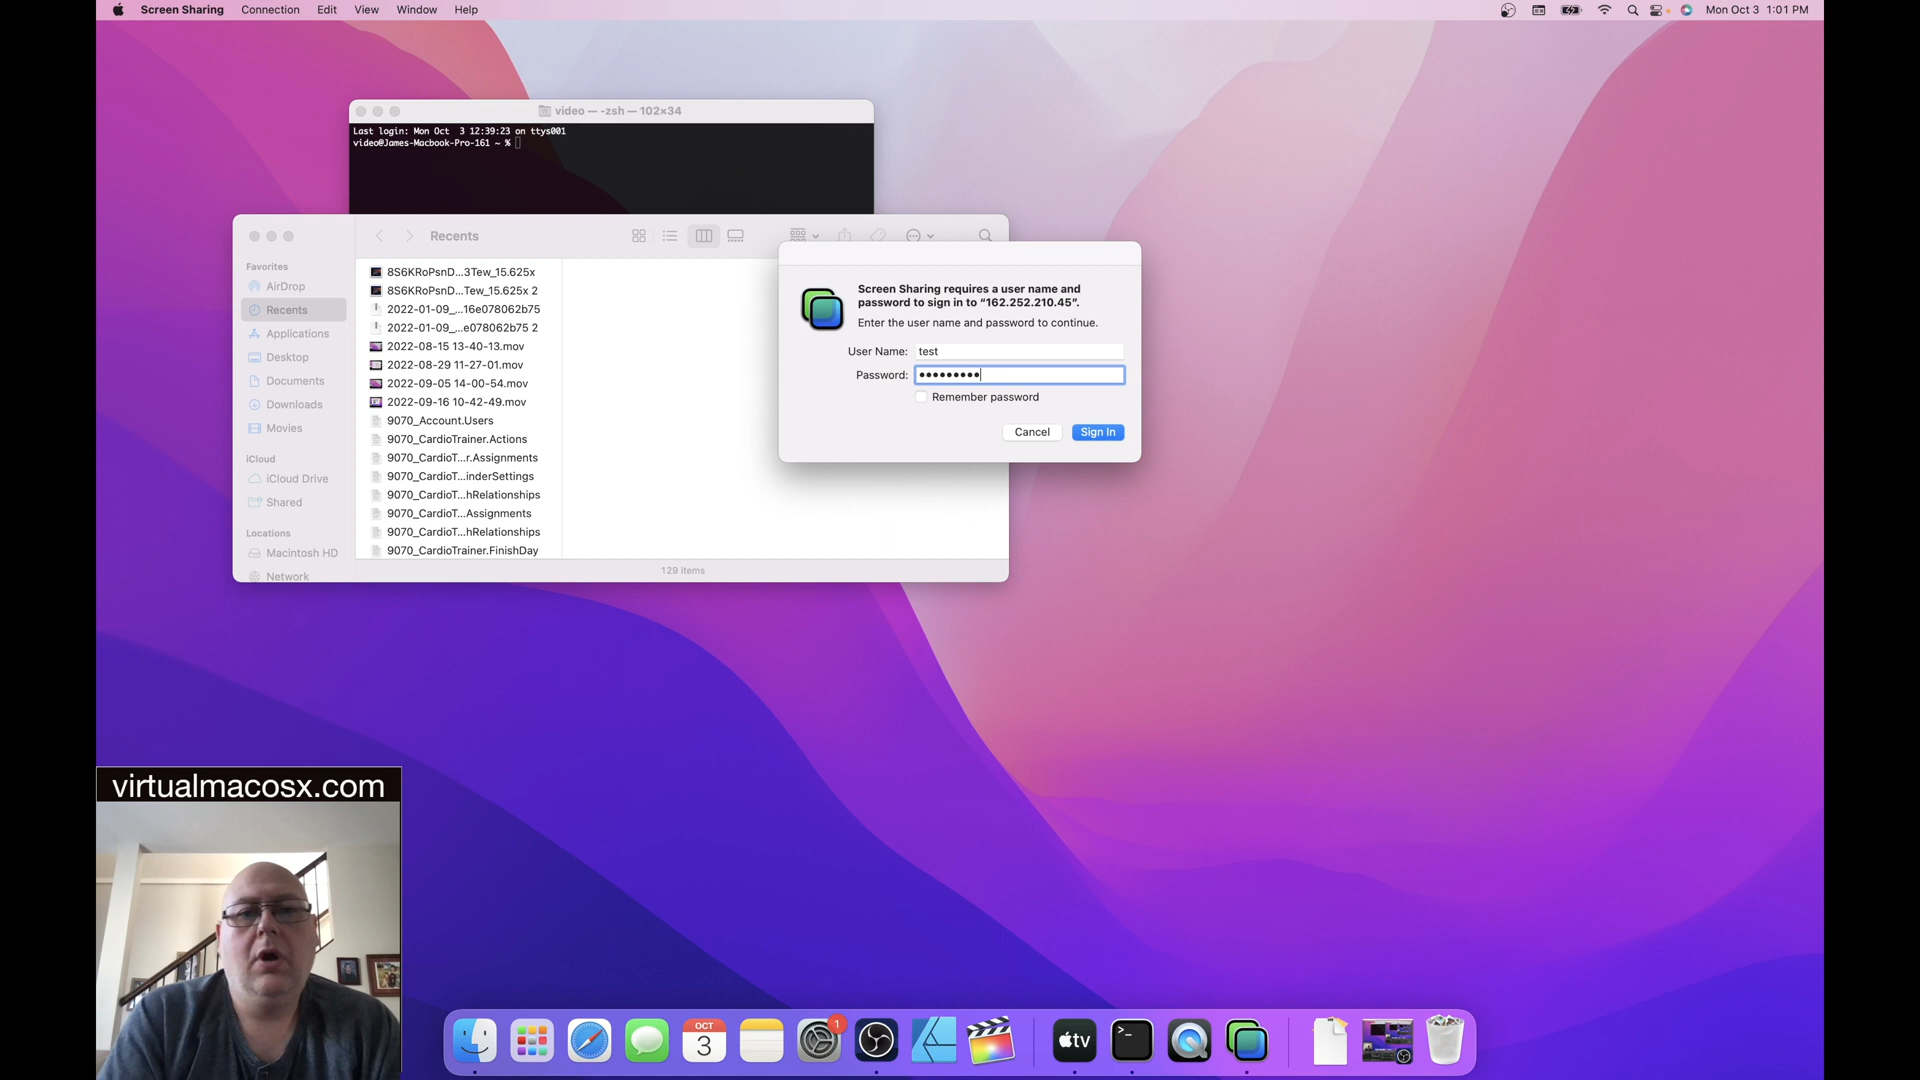 Screen Sharing Connection Edit View Window Help
Mon Oct 3 1:01 PM
video — -zsh — 102×34
Last login: Mon Oct 3 12:39:23 on ttys001
video@James-Macbook-Pro-161 ~ %
Recents
Favorites
AirDrop
Recents
Applications
Desktop
Documents
Downloads
Movies
iCloud
iCloud Drive
Shared
Locations
Macintosh HD
Network
8S6KRoPsnD...3Tew_15.625x
8S6KRoPsnD...Tew_15.625x 2
2022-01-09_...16e078062b75
2022-01-09_...e078062b75 2
2022-08-15 13-40-13.mov
2022-08-29 11-27-01.mov
2022-09-05 14-00-54.mov
2022-09-16 10-42-49.mov
9070_Account.Users
9070_CardioTrainer.Actions
9070_CardioT...r.Assignments
9070_CardioT...inderSettings
9070_CardioT...hRelationships
9070_CardioT...Assignments
9070_CardioT...hRelationships
9070_CardioTrainer.FinishDay
129 items
Screen Sharing requires a user name and
password to sign in to “162.252.210.45”.
Enter the user name and password to continue.
User Name: test
Password: •••••••••
Remember password
Cancel Sign In
virtualmacosx.com
OCT
3
1
tv
>_